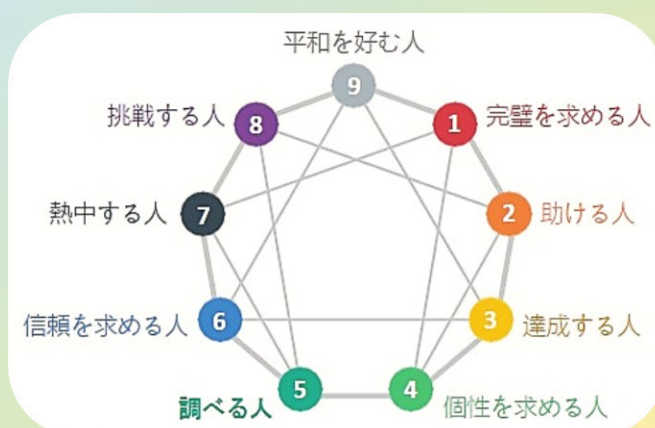 平和を好む人
9
挑戦する人
8
1
完璧を求める人
熱中する人
7
2
助ける人
信頼を求める人
6
3
達成する人
調べる人
5
4
個性を求める人